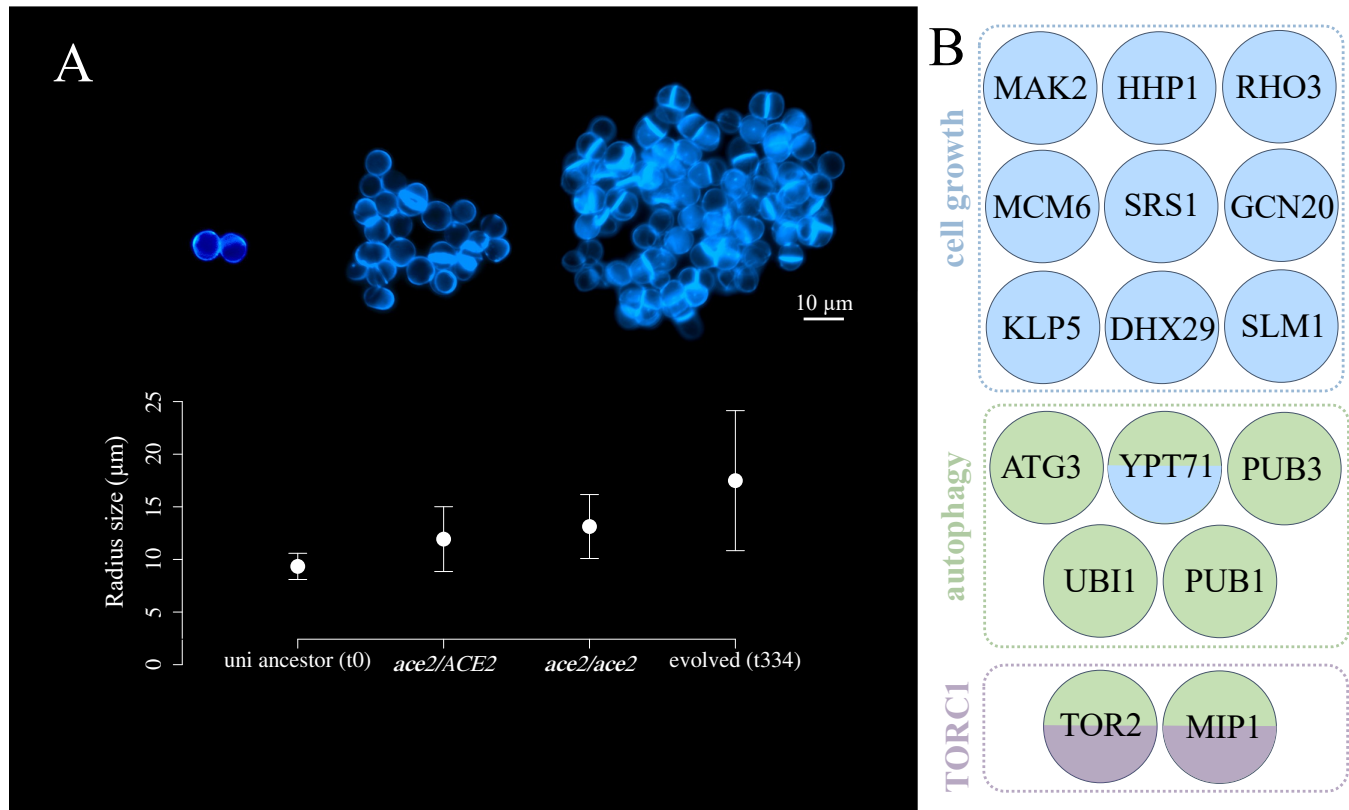 A
10 μm
25
20
15
10
5
0
Radius size (μm)
uni ancestor (t0)
ace2/ACE2
ace2/ace2
evolved (t334)
B
cell growth
MAK2 HHP1 RHO3
MCM6 SRS1 GCN20
KLP5 DHX29 SLM1
autophagy
ATG3 YPT71 PUB3
UBI1 PUB1
TORC1
TOR2 MIP1